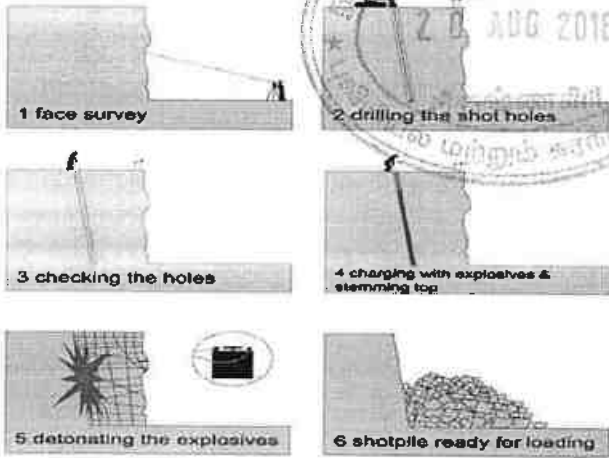 1 face survey
20 AUG 2018
2 drilling the shot holes
3 checking the holes
4 charging with explosives &
stemming top
5 detonating the explosives
6 shotpile ready for loading